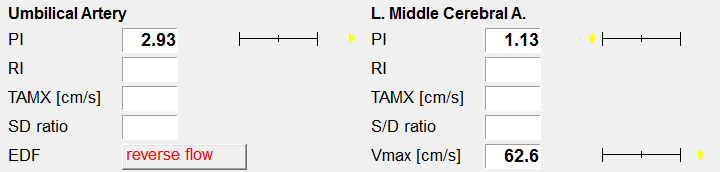 Umbilical Artery
PI 2.93
RI
TAMX [cm/s]
SD ratio
EDF reverse flow
L. Middle Cerebral A.
PI 1.13
RI
TAMX [cm/s]
S/D ratio
Vmax [cm/s] 62.6